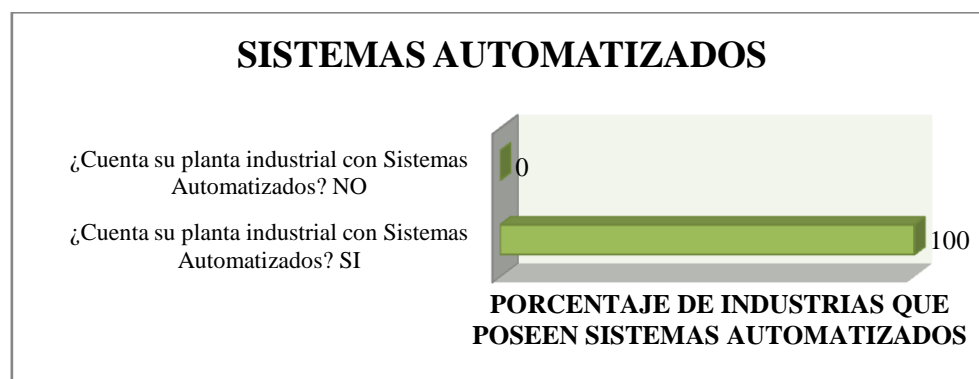 SISTEMAS AUTOMATIZADOS
¿Cuenta su planta industrial con Sistemas
Automatizados? NO
0
¿Cuenta su planta industrial con Sistemas
Automatizados? SI
100
PORCENTAJE DE INDUSTRIAS QUE
POSEEN SISTEMAS AUTOMATIZADOS